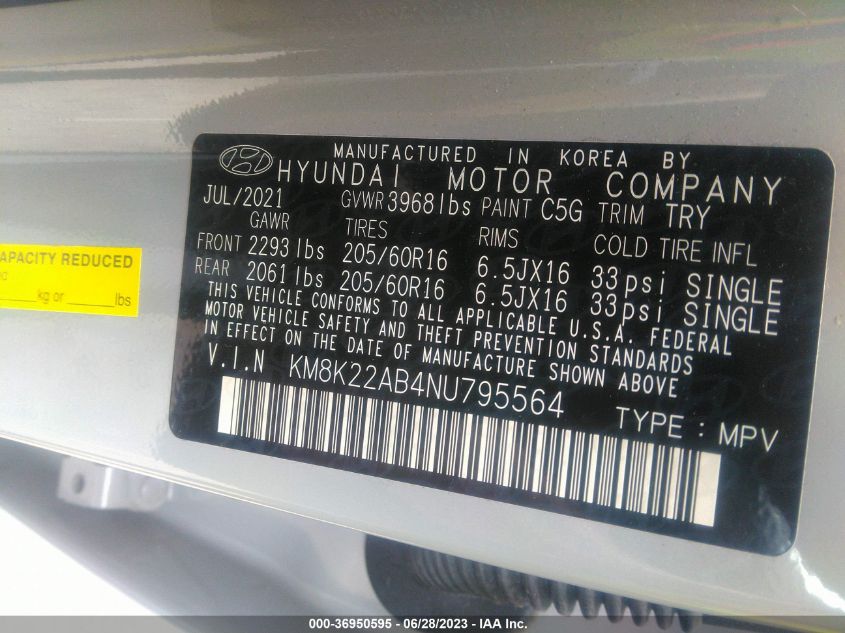 MANUFACTURED IN KOREA BY
HYUNDAI MOTOR COMPANY
JUL/2021 GVWR 3968lbs PAINT C5G TRIM TRY
GAWR TIRES RIMS COLD TIRE INFL
FRONT 2293lbs 205/60R16 6.5JX16 33psi SINGLE
REAR 2061lbs 205/60R16 6.5JX16 33psi SINGLE
THIS VEHICLE CONFORMS TO ALL APPLICABLE U.S.A. FEDERAL
MOTOR VEHICLE SAFETY AND THEFT PREVENTION STANDARDS
IN EFFECT ON THE DATE OF MANUFACTURE SHOWN ABOVE
V.I.N KM8K22AB4NU795564
TYPE : MPV
APACITY REDUCED
kg or lbs
000-36950595 - 06/28/2023 - IAA Inc.